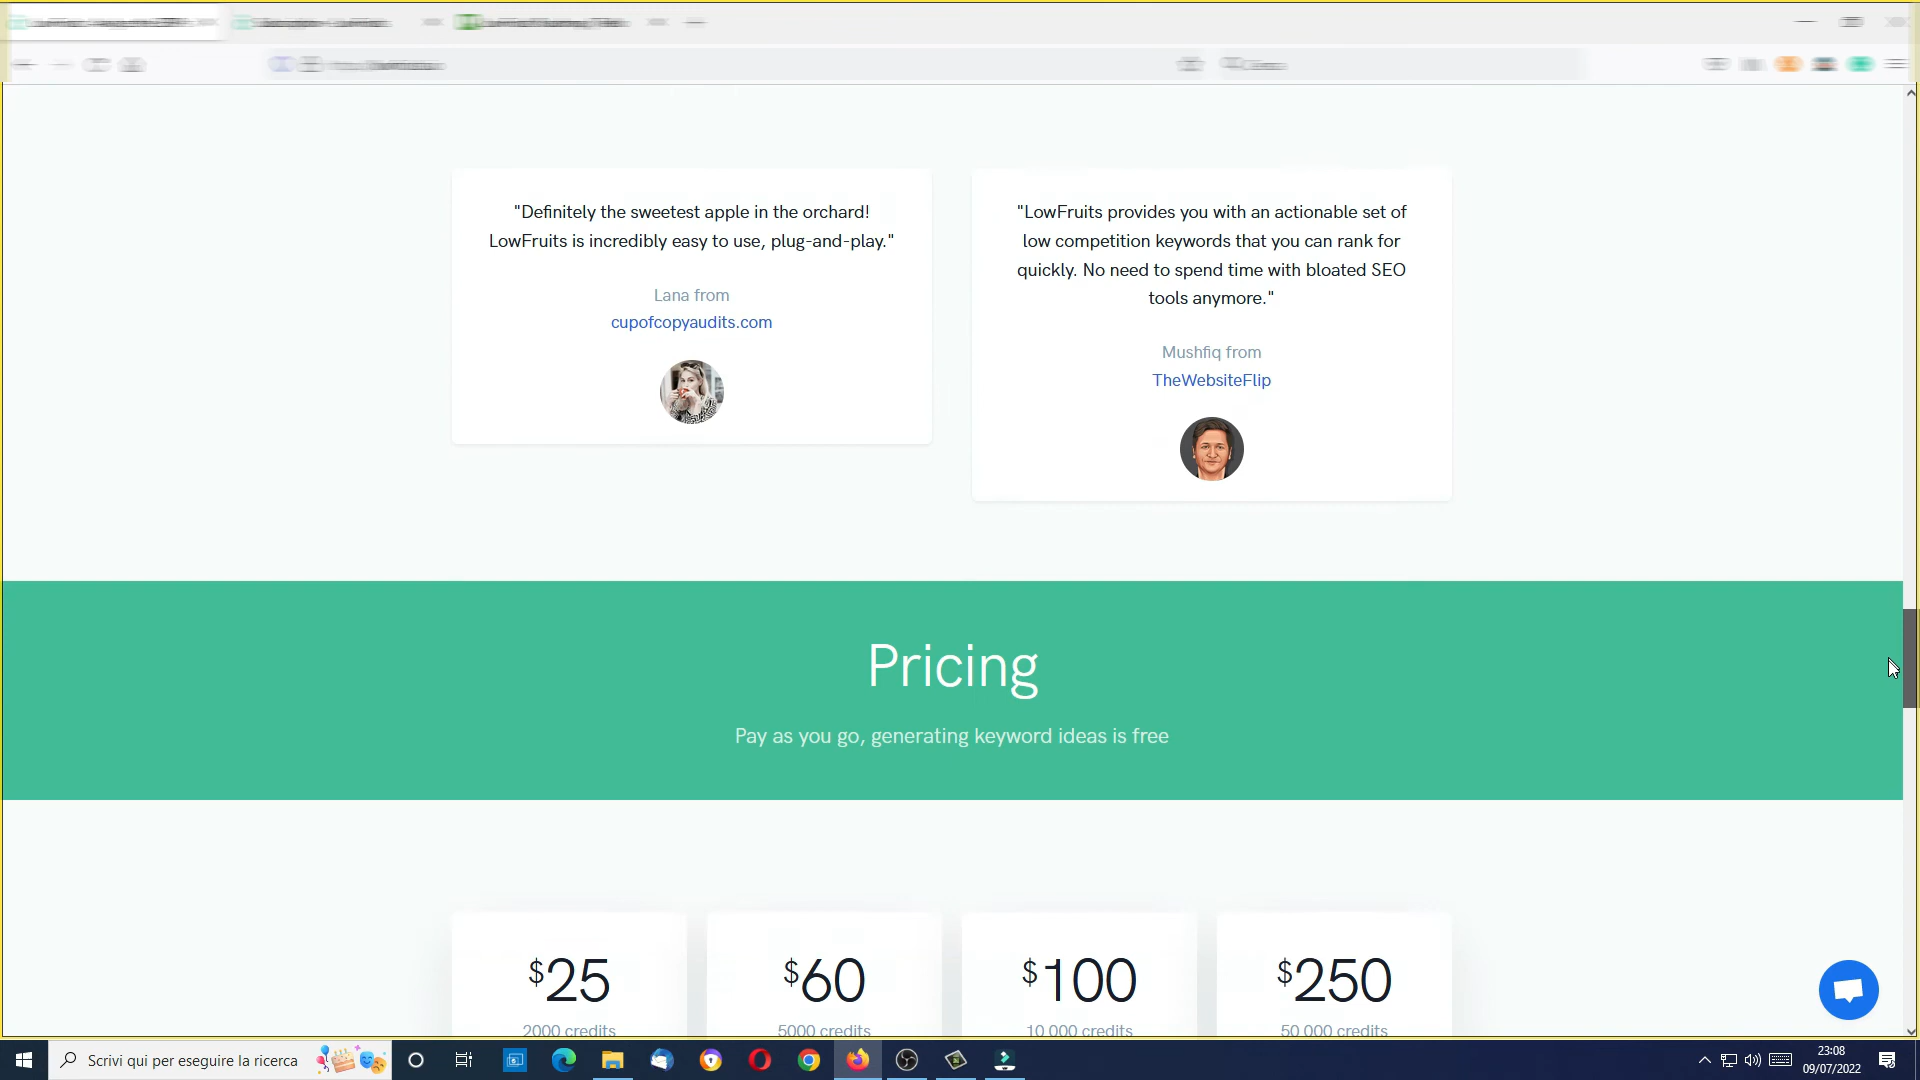 "Definitely the sweetest apple in the orchard!
LowFruits is incredibly easy to use, plug-and-play."
Lana from
cupofcopyaudits.com
"LowFruits provides you with an actionable set of
low competition keywords that you can rank for
quickly. No need to spend time with bloated SEO
tools anymore."
Mushfiq from
TheWebsiteFlip
Pricing
Pay as you go, generating keyword ideas is free
$25
2000 credits
$60
5000 credits
$100
10 000 credits
$250
50 000 credits
Scrivi qui per eseguire la ricerca
23:08
09/07/2022